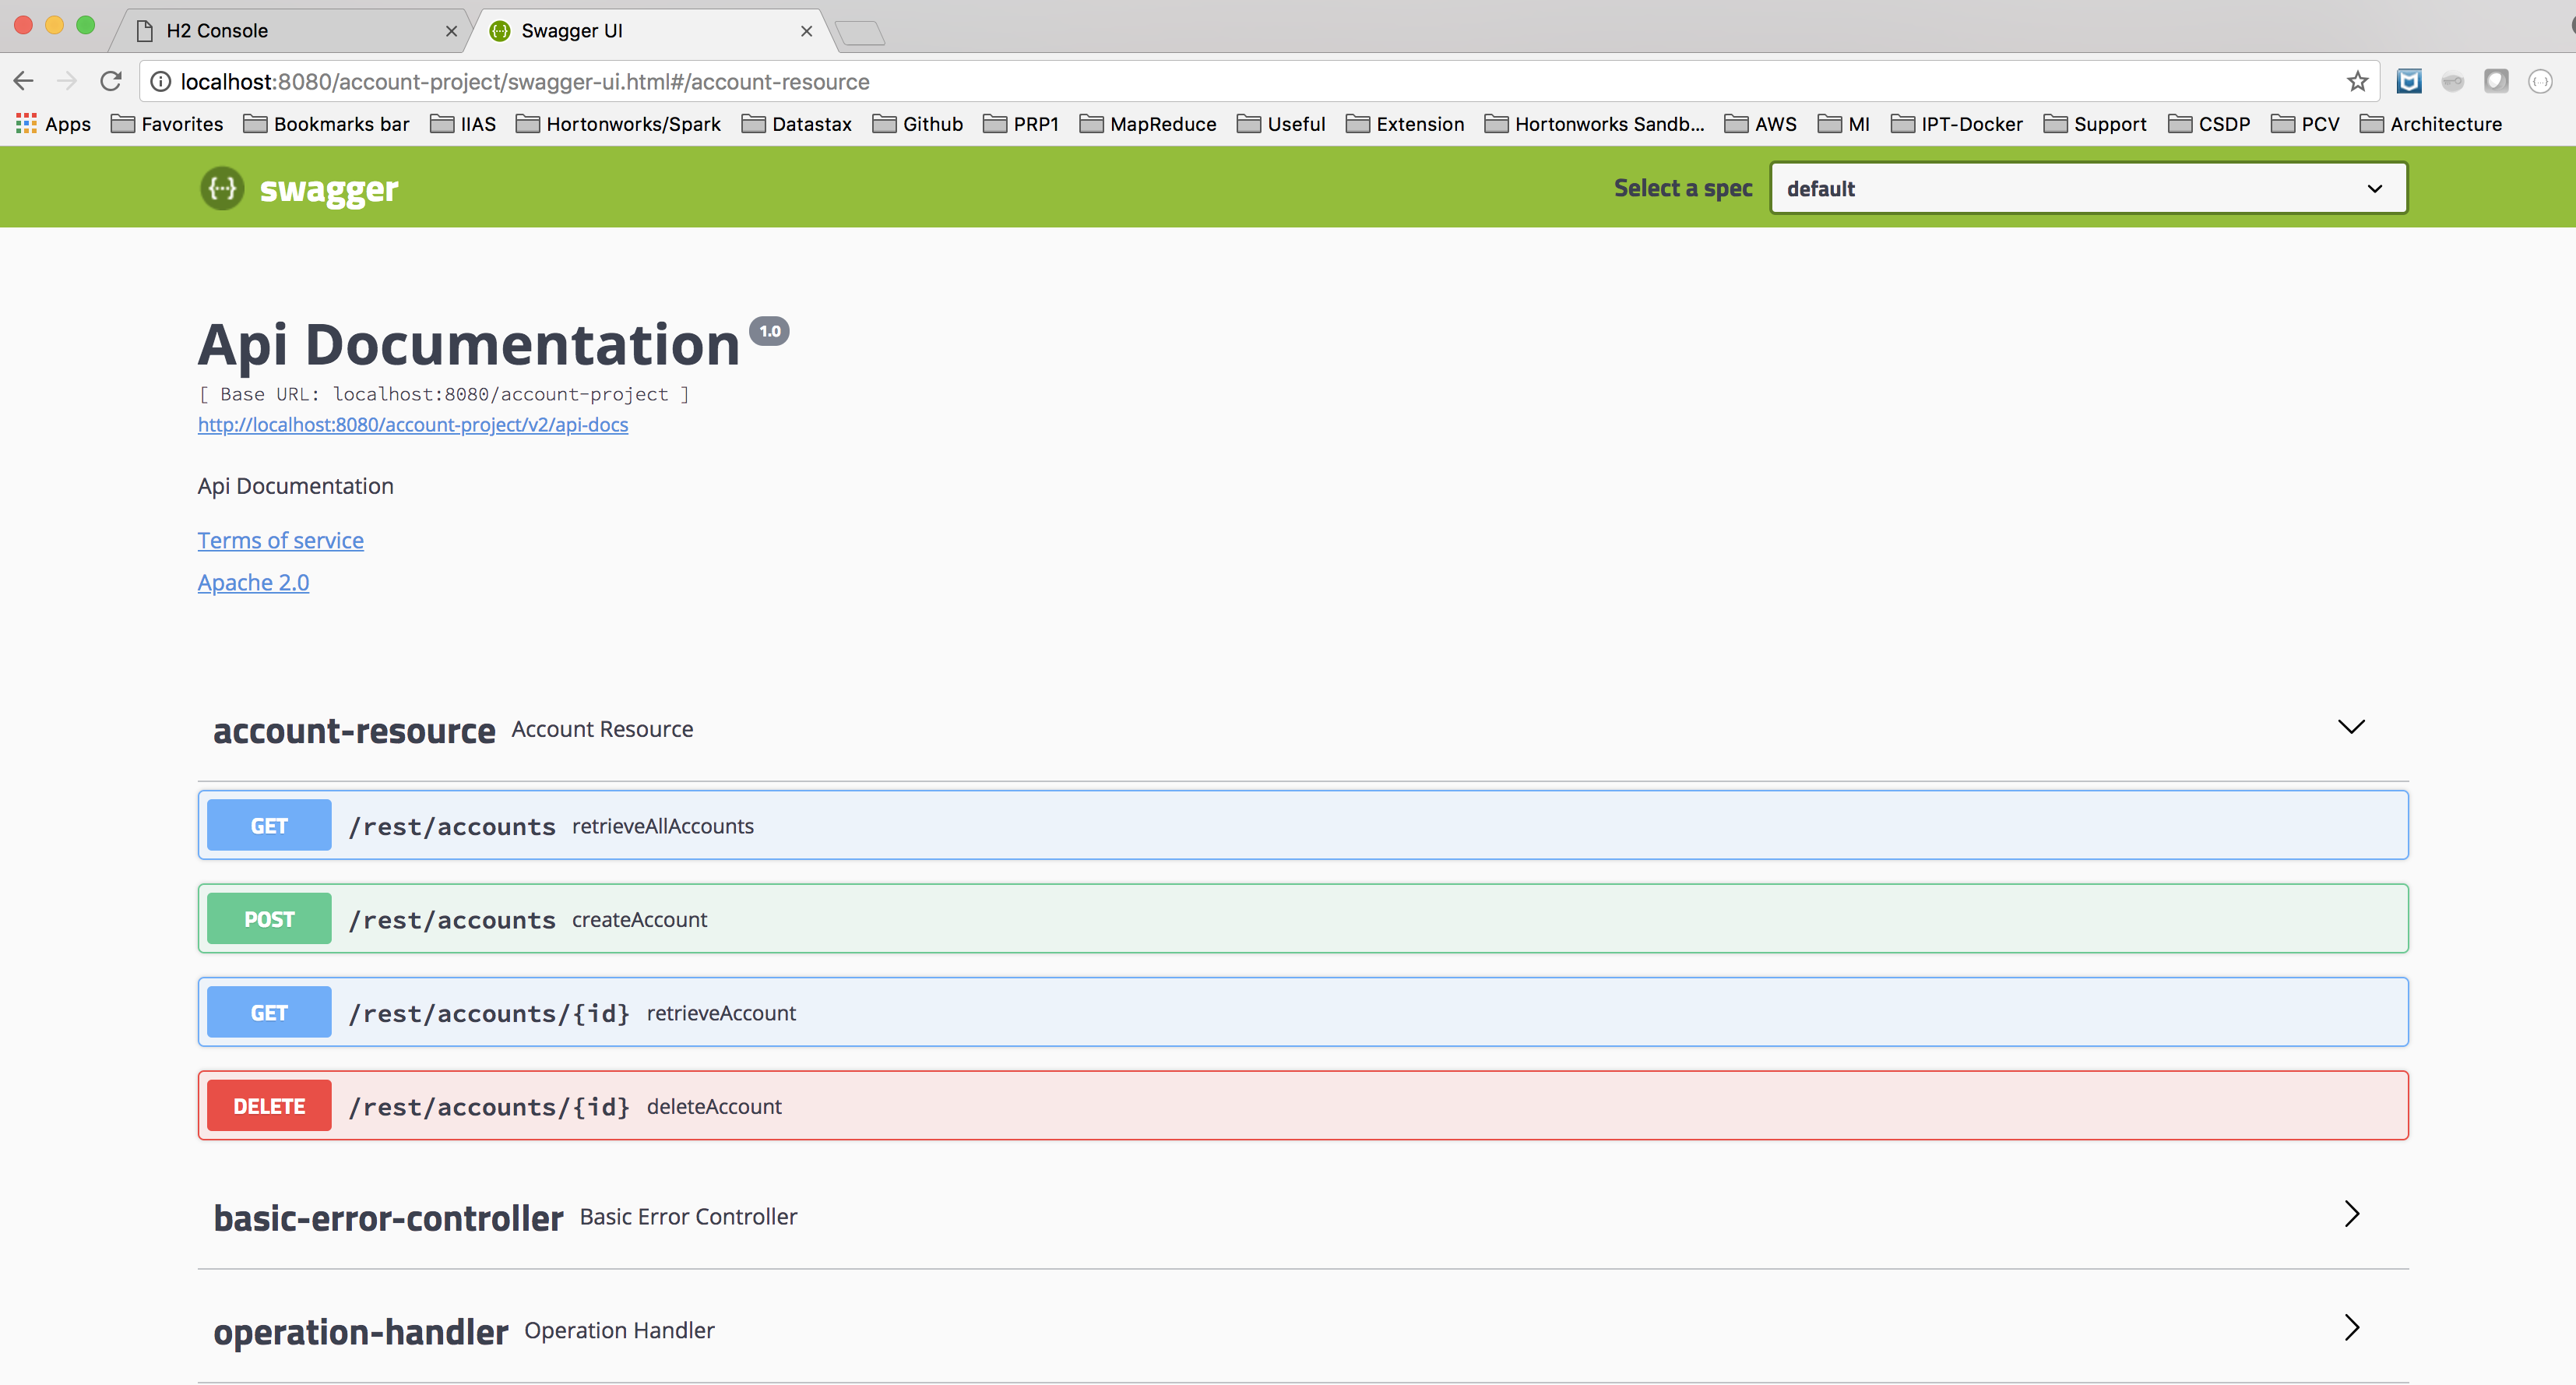 H2 Console
Swagger UI
localhost:8080/account-project/swagger-ui.html#/account-resource
Apps Favorites Bookmarks bar IIAS Hortonworks/Spark Datastax Github PRP1 MapReduce Useful Extension Hortonworks Sandb... AWS MI IPT-Docker Support CSDP PCV Architecture
{···} swagger
Select a spec default
Api Documentation 1.0
[ Base URL: localhost:8080/account-project ]
http://localhost:8080/account-project/v2/api-docs
Api Documentation
Terms of service
Apache 2.0
account-resource Account Resource
GET /rest/accounts retrieveAllAccounts
POST /rest/accounts createAccount
GET /rest/accounts/{id} retrieveAccount
DELETE /rest/accounts/{id} deleteAccount
basic-error-controller Basic Error Controller
operation-handler Operation Handler